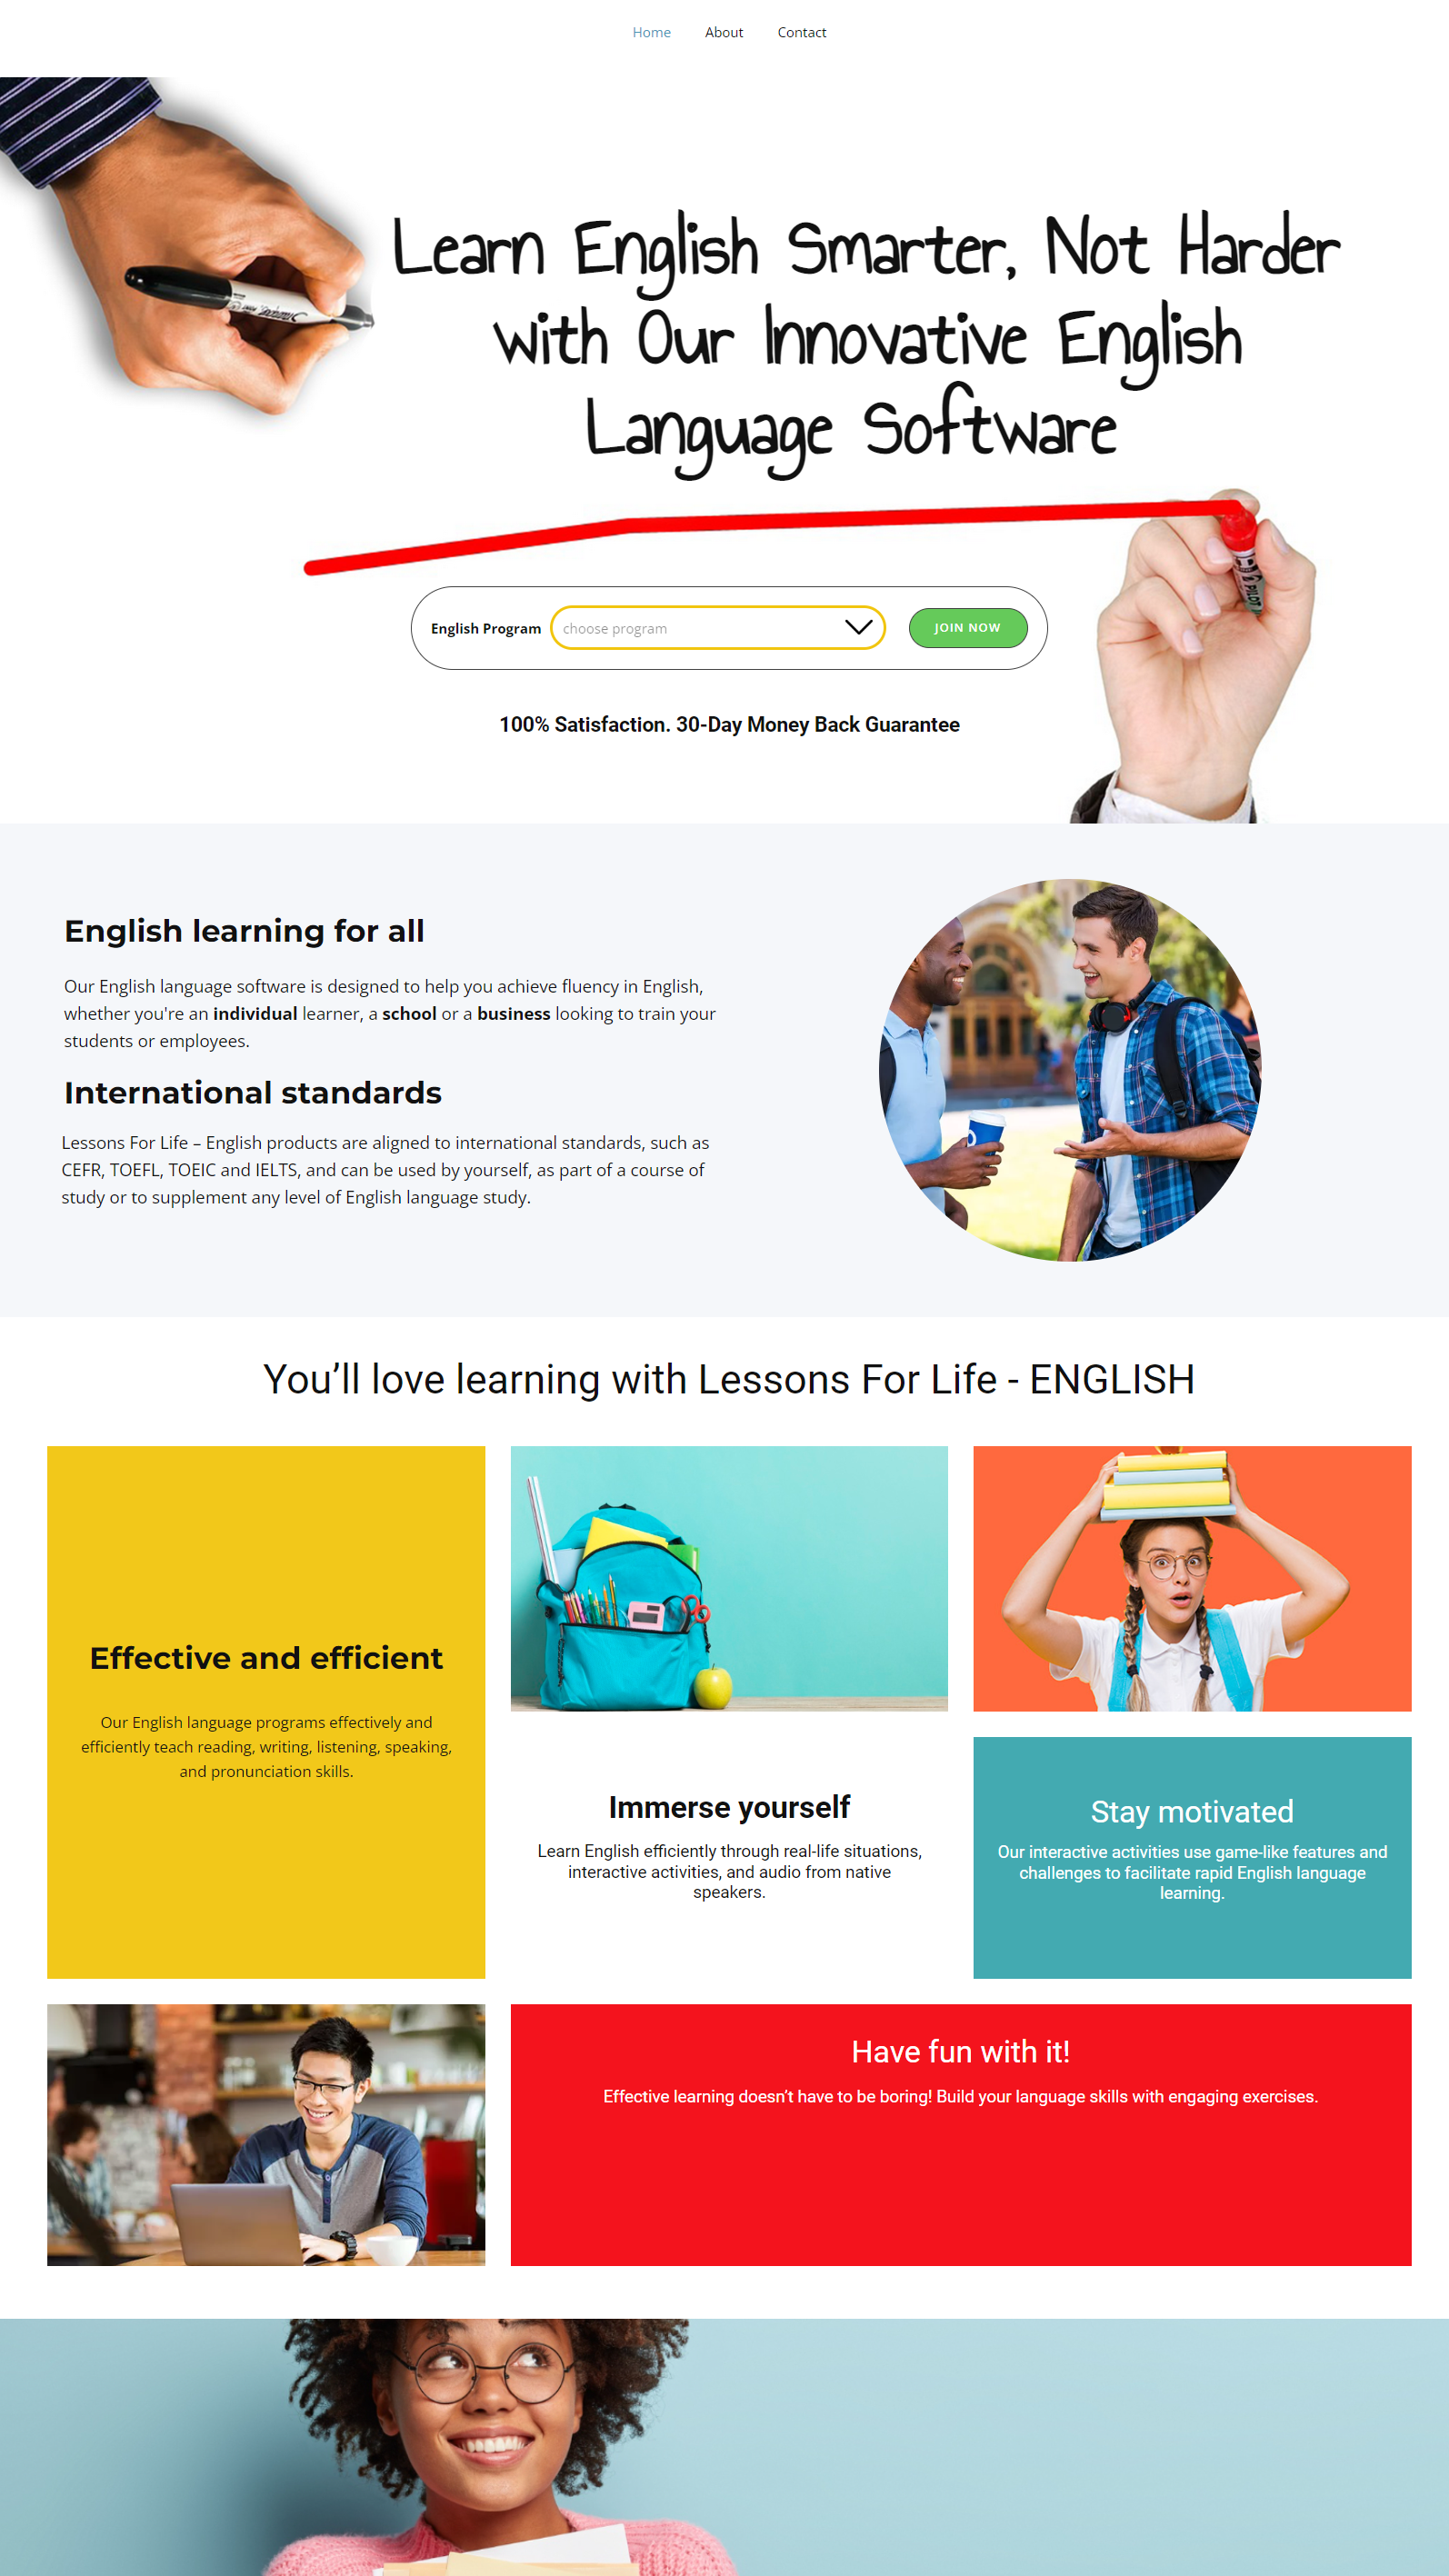 Home About Contact
Learn English Smarter, Not Harder
with Our Innovative English
Language Software
English Program choose program JOIN NOW
100% Satisfaction. 30-Day Money Back Guarantee
English learning for all
Our English language software is designed to help you achieve fluency in English,
whether you're an individual learner, a school or a business looking to train your
students or employees.
International standards
Lessons For Life – English products are aligned to international standards, such as
CEFR, TOEFL, TOEIC and IELTS, and can be used by yourself, as part of a course of
study or to supplement any level of English language study.
You’ll love learning with Lessons For Life - ENGLISH
Effective and efficient
Our English language programs effectively and
efficiently teach reading, writing, listening, speaking,
and pronunciation skills.
Immerse yourself
Learn English efficiently through real-life situations,
interactive activities, and audio from native
speakers.
Stay motivated
Our interactive activities use game-like features and
challenges to facilitate rapid English language
learning.
Have fun with it!
Effective learning doesn’t have to be boring! Build your language skills with engaging exercises.